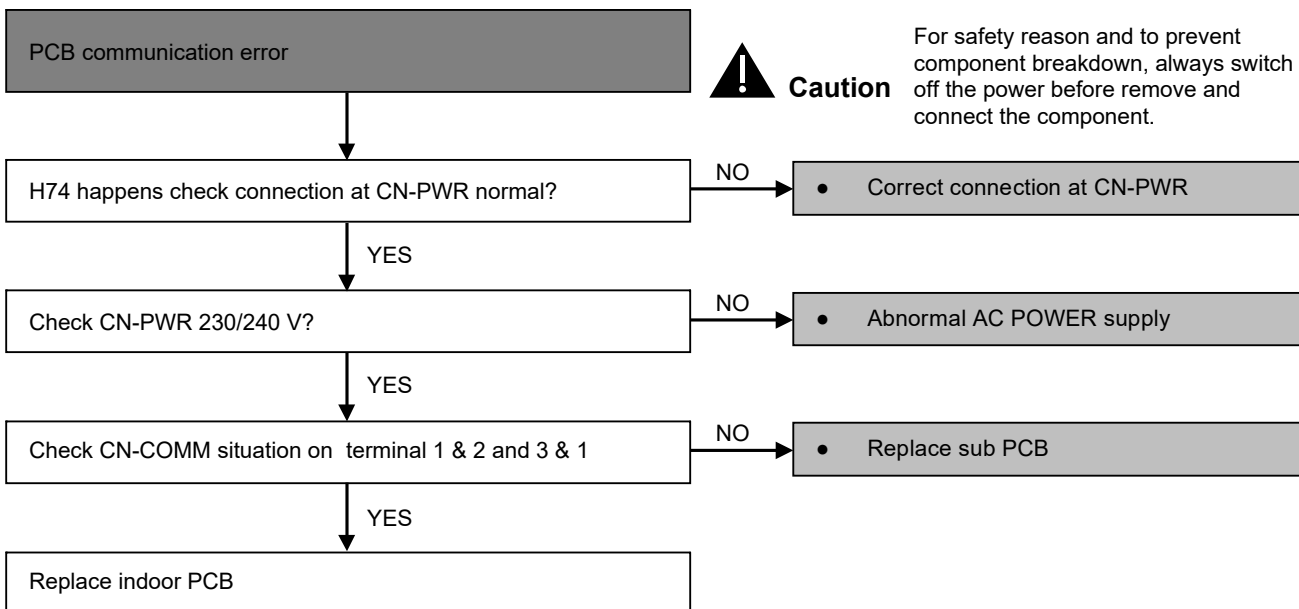 PCB communication error
Caution
For safety reason and to prevent
component breakdown, always switch
off the power before remove and
connect the component.
H74 happens check connection at CN-PWR normal?
NO
● Correct connection at CN-PWR
YES
Check CN-PWR 230/240 V?
NO
● Abnormal AC POWER supply
YES
Check CN-COMM situation on terminal 1 & 2 and 3 & 1
NO
● Replace sub PCB
YES
Replace indoor PCB